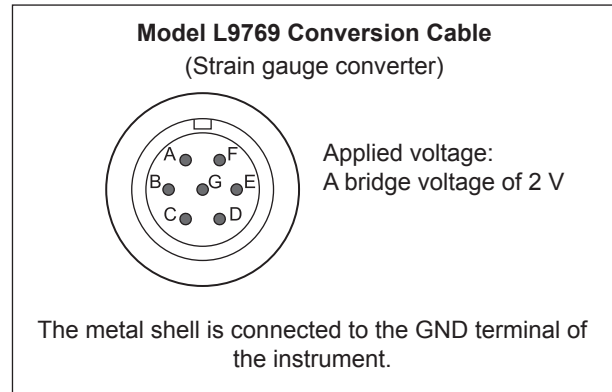 Model L9769 Conversion Cable
(Strain gauge converter)
A F
B G E
C D
Applied voltage:
A bridge voltage of 2 V
The metal shell is connected to the GND terminal of
the instrument.